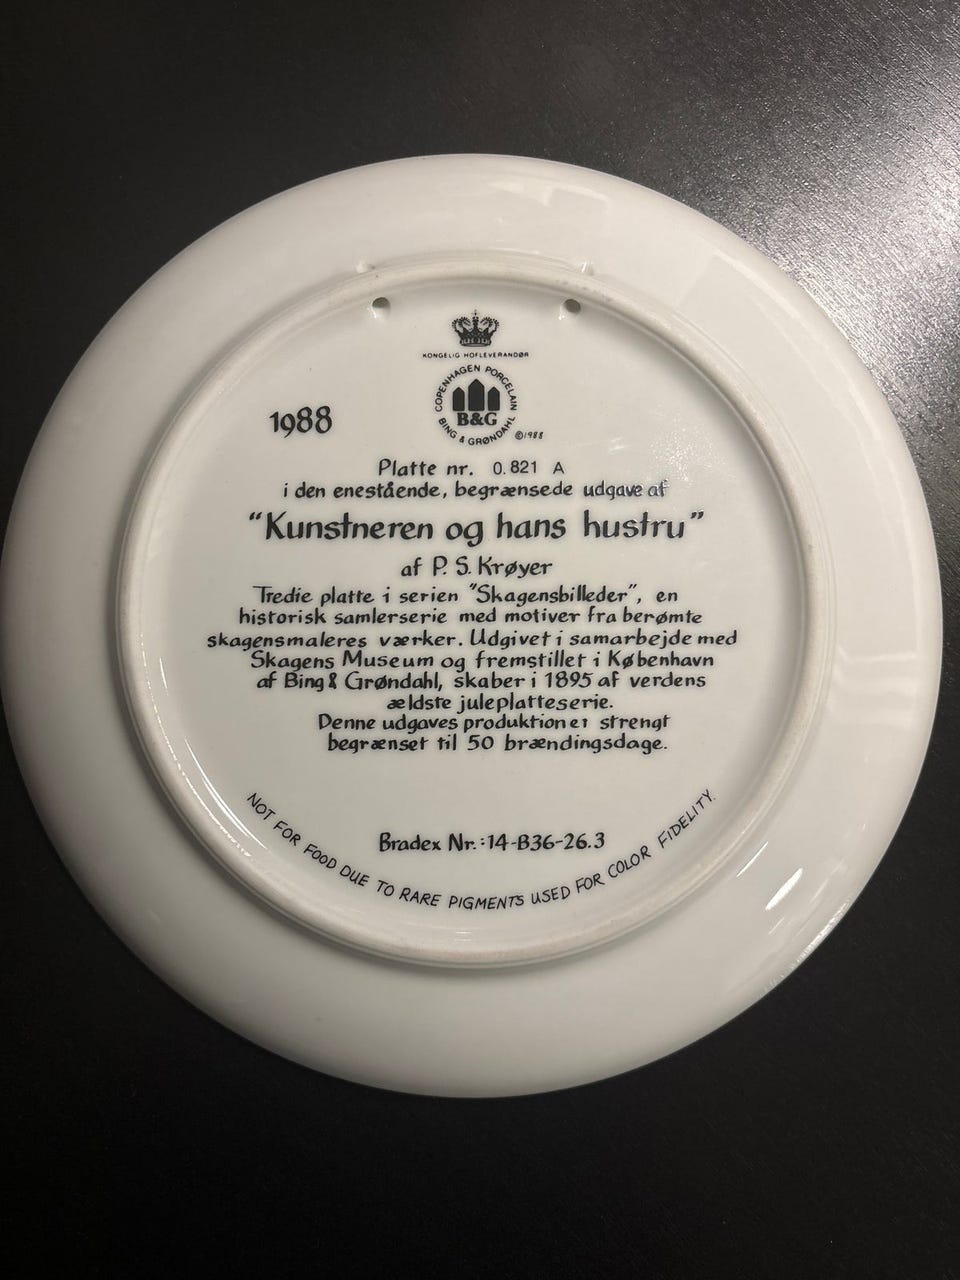 KONGELIG HOFLEVERANDØR
COPENHAGEN PORCELAIN
B&G
BING & GRØNDAHL
©1988
1988
Platte nr. 0.821 A
i den enestående, begrænsede udgave af
"Kunstneren og hans hustru"
af P. S. Krøyer
Tredie platte i serien "Skagensbilleder", en
historisk samlerserie med motiver fra berømte
skagensmaleres værker. Udgivet i samarbejde med
Skagens Museum og fremstillet i København
af Bing & Grøndahl, skaber i 1895 af verdens
ældste juleplatteserie.
Denne udgaves produktion er strengt
begrænset til 50 brændingsdage.
Bradex Nr.:14-B36-26.3
NOT FOR FOOD DUE TO RARE PIGMENTS USED FOR COLOR FIDELITY.